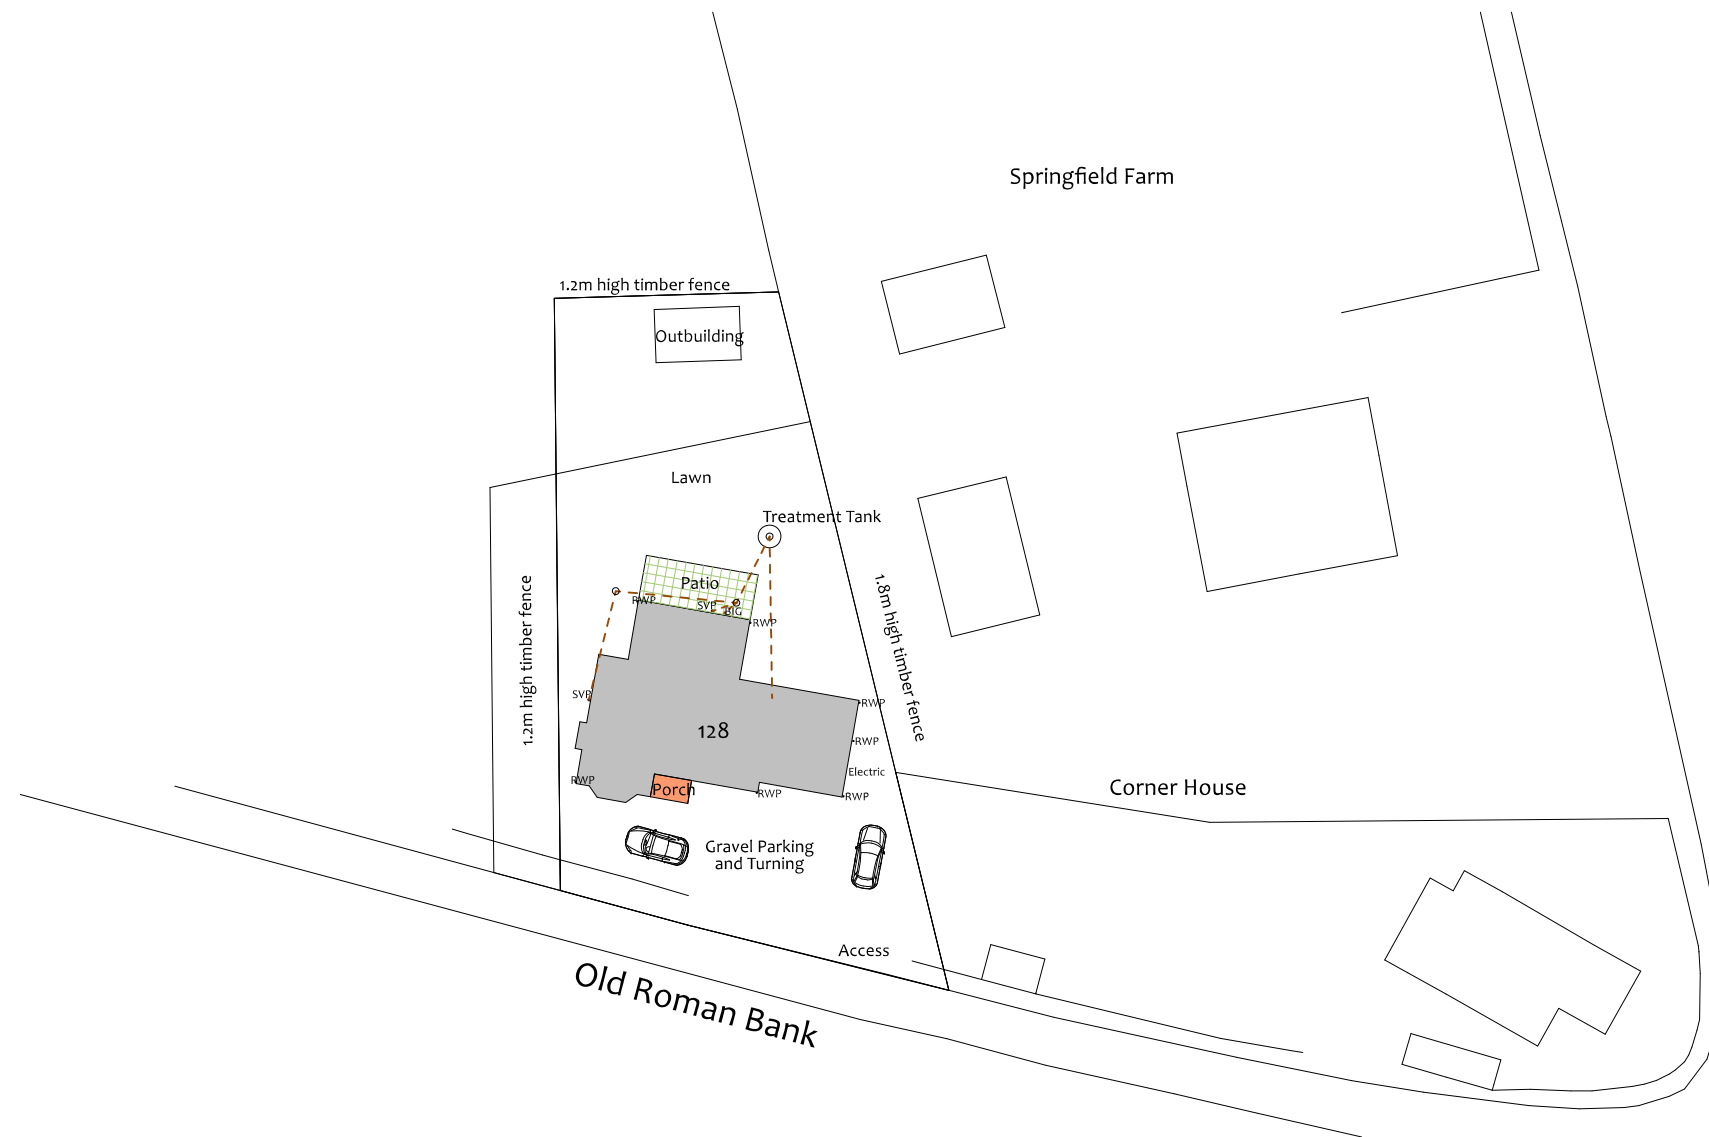 Springfield Farm
1.2m high timber fence
Outbuilding
Lawn
Treatment Tank
Patio
RWP
SVP
BIG
RWP
1.2m high timber fence
1.8m high timber fence
SVP
RWP
128
RWP
Electric
RWP
Porch
RWP
RWP
Corner House
Gravel Parking
and Turning
Access
Old Roman Bank